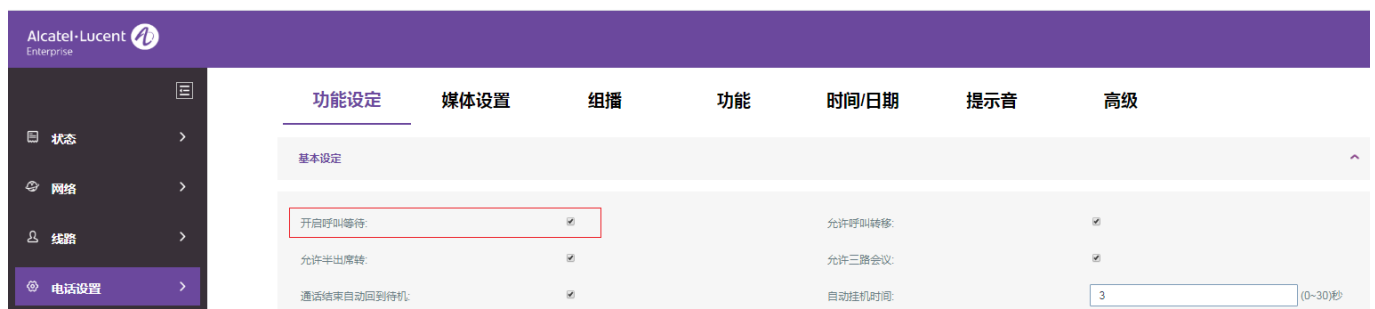 Alcatel·Lucent
Enterprise
功能设定 媒体设置 组播 功能 时间/日期 提示音 高级
状态
基本设定
网络
开启呼叫等待: 允许呼叫转移:
线路
允许半出席转: 允许三路会议:
电话设置
通话结束自动回到待机: 自动挂机时间: 3 (0~30)秒